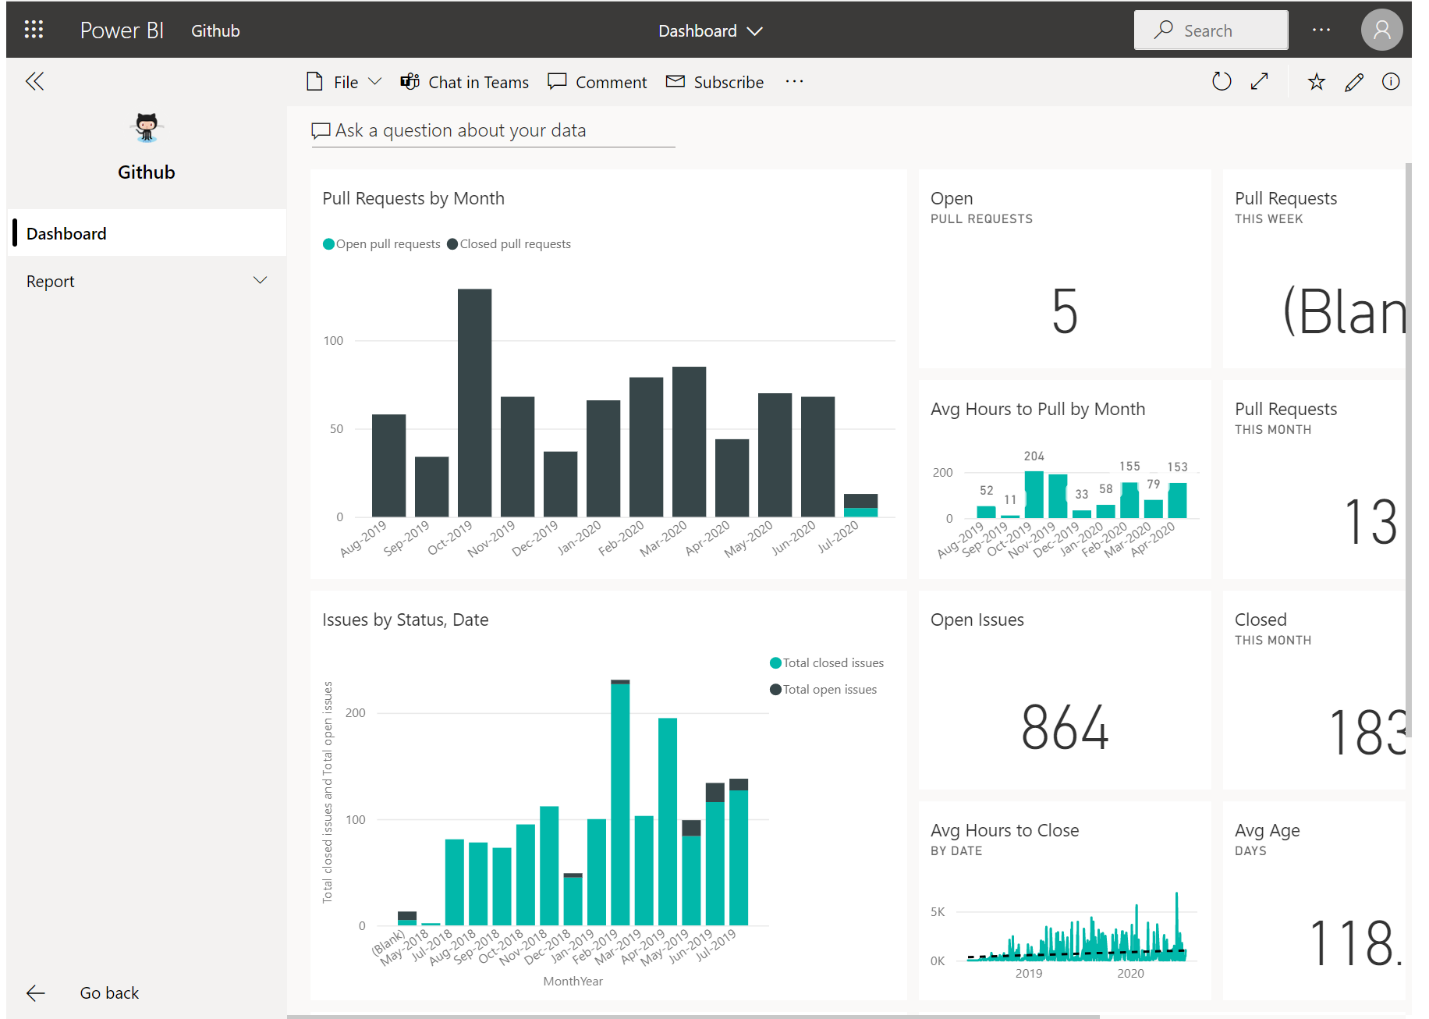 Power BI Github Dashboard Search
File Chat in Teams Comment Subscribe
Github
Dashboard
Report
Go back
Ask a question about your data
Pull Requests by Month
Open pull requests Closed pull requests
100
50
0
Aug-2019 Sep-2019 Oct-2019 Nov-2019 Dec-2019 Jan-2020 Feb-2020 Mar-2020 Apr-2020 May-2020 Jun-2020 Jul-2020
Open
PULL REQUESTS
5
Pull Requests
THIS WEEK
(Blan
Avg Hours to Pull by Month
204
155 153
52 11 33 58 79
200
0
Aug-2019 Sep-2019 Oct-2019 Nov-2019 Dec-2019 Jan-2020 Feb-2020 Mar-2020 Apr-2020
Pull Requests
THIS MONTH
13
Issues by Status, Date
Total closed issues
Total open issues
Total closed issues and Total open issues
200
100
0
(Blank) May-2018 Jul-2018 Aug-2018 Sep-2018 Oct-2018 Nov-2018 Dec-2018 Jan-2019 Feb-2019 Mar-2019 Apr-2019 May-2019 Jun-2019 Jul-2019
MonthYear
Open Issues
864
Closed
THIS MONTH
183
Avg Hours to Close
BY DATE
5K
0K
2019 2020
Avg Age
DAYS
118.